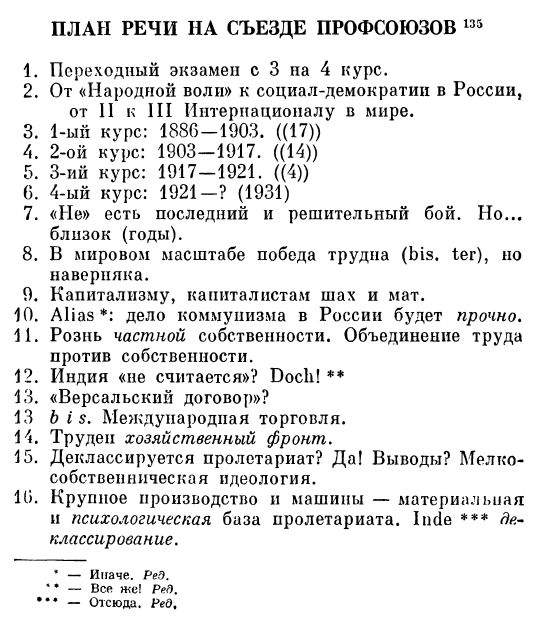 ПЛАН РЕЧИ НА СЪЕЗДЕ ПРОФСОЮЗОВ 135
1. Переходный экзамен с 3 на 4 курс.
2. От «Народной воли» к социал-демократии в России,
от II к III Интернационалу в мире.
3. 1-ый курс: 1886—1903. ((17))
4. 2-ой курс: 1903—1917. ((14))
5. 3-ий курс: 1917—1921. ((4))
6. 4-ый курс: 1921—? (1931)
7. «Не» есть последний и решительный бой. Но...
близок (годы).
8. В мировом масштабе победа трудна (bis. ter), но
наверняка.
9. Капитализму, капиталистам шах и мат.
10. Alias *: дело коммунизма в России будет прочно.
11. Рознь частной собственности. Объединение труда
против собственности.
12. Индия «не считается»? Doch! **
13. «Версальский договор»?
13 bis. Международная торговля.
14. Труден хозяйственный фронт.
15. Деклассируется пролетариат? Да! Выводы? Мелко-
собственническая идеология.
16. Крупное производство и машины — материальная
и психологическая база пролетариата. Inde *** де-
классирование.
* — Иначе. Ред.
** — Все же! Ред.
*** — Отсюда. Ред.